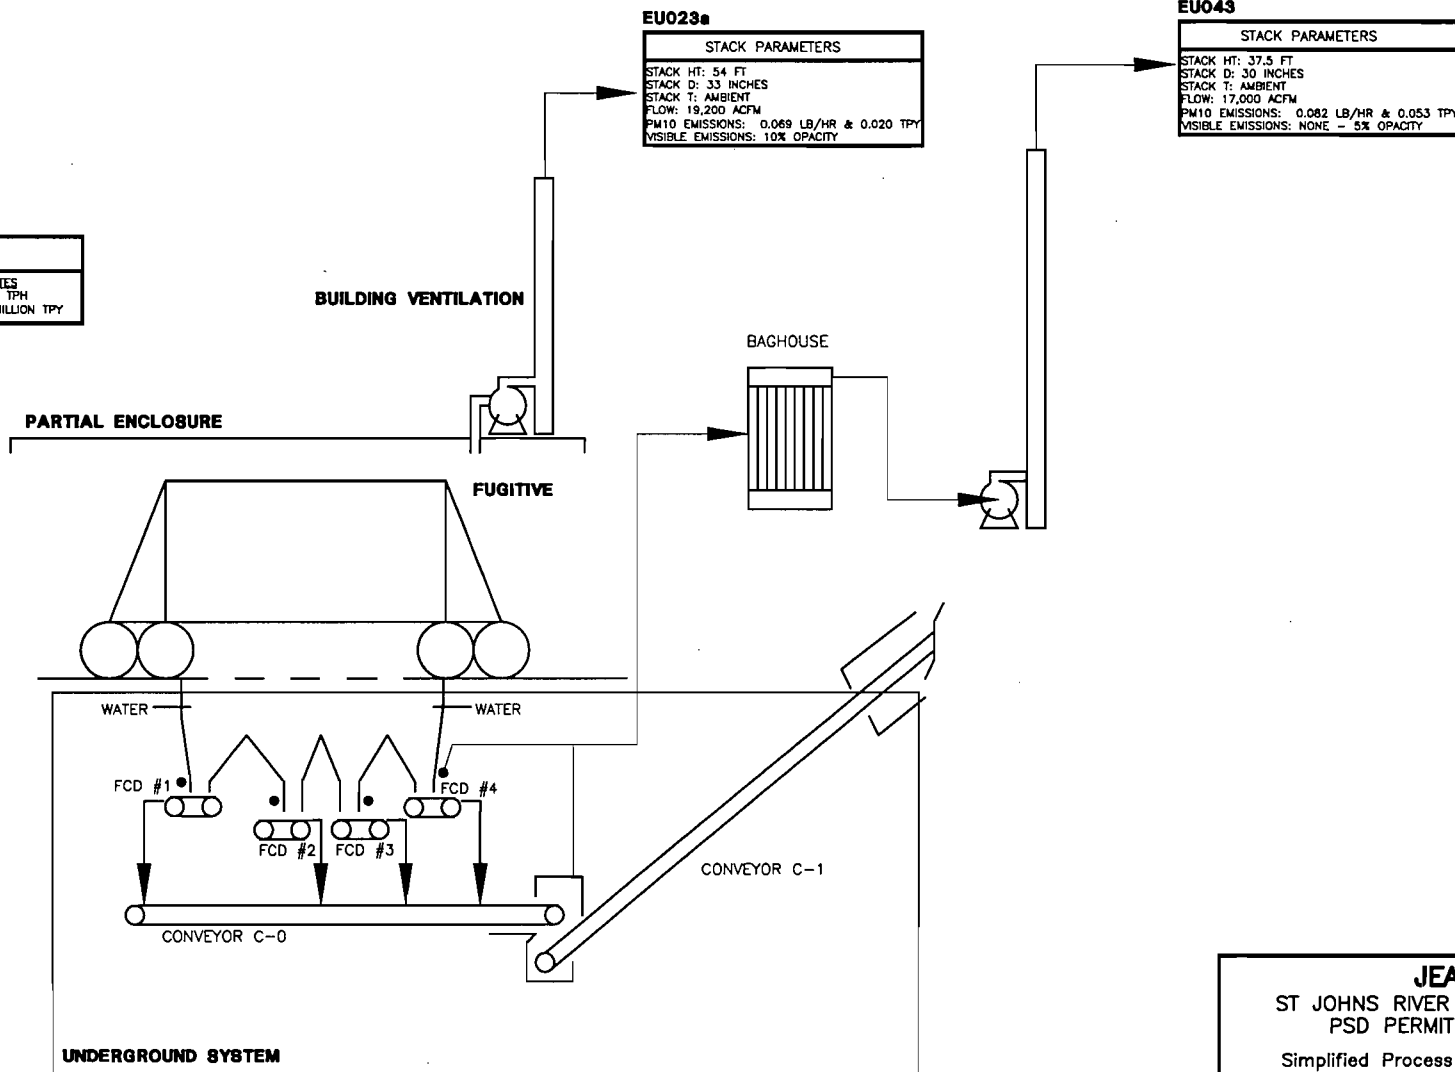 EU023a
STACK PARAMETERS
STACK HT: 54 FT
STACK D: 33 INCHES
STACK T: AMBIENT
FLOW: 19,200 ACFM
PM10 EMISSIONS: 0.069 LB/HR & 0.020 TPY
VISIBLE EMISSIONS: 10% OPACITY
EU043
STACK PARAMETERS
STACK HT: 37.5 FT
STACK D: 30 INCHES
STACK T: AMBIENT
FLOW: 17,000 ACFM
PM10 EMISSIONS: 0.082 LB/HR & 0.053 TPY
VISIBLE EMISSIONS: NONE - 5% OPACITY
TPH
TPY
BUILDING VENTILATION
BAGHOUSE
PARTIAL ENCLOSURE
FUGITIVE
WATER
WATER
FCD #1
FCD #4
FCD #2
FCD #3
CONVEYOR C-1
CONVEYOR C-0
UNDERGROUND SYSTEM
JEA
ST JOHNS RIVER
PSD PERMIT
Simplified Process